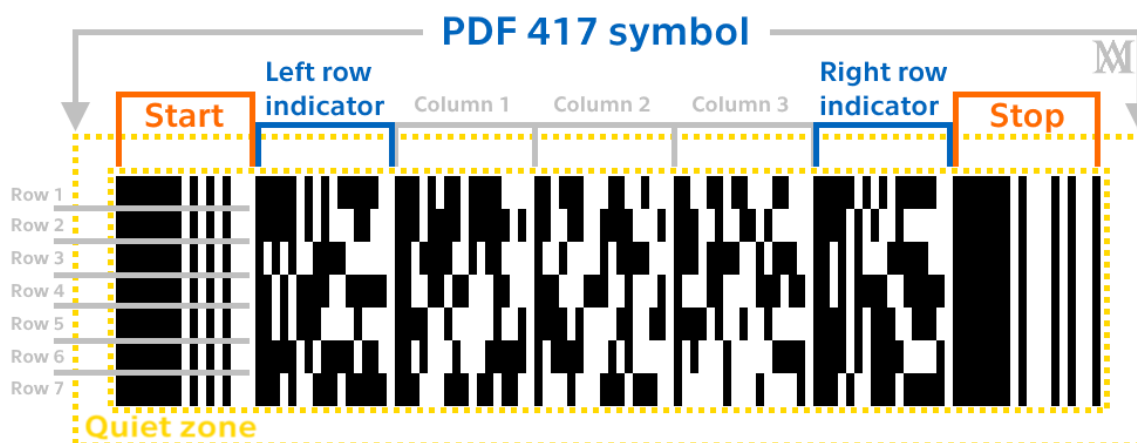 PDF 417 symbol
Left row
indicator
Right row
indicator
Start
Column 1
Column 2
Column 3
Stop
Row 1
Row 2
Row 3
Row 4
Row 5
Row 6
Row 7
Quiet zone